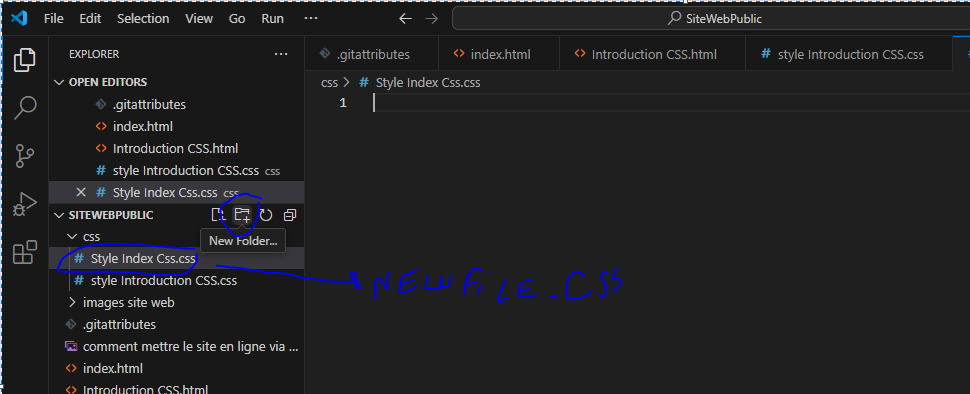 File Edit Selection View Go Run ... ← → SiteWebPublic
EXPLORER ...
.gitattributes index.html Introduction CSS.html style Introduction CSS.css
OPEN EDITORS
.gitattributes
index.html
Introduction CSS.html
style Introduction CSS.css css
Style Index Css.css css
css > # Style Index Css.css
1
SITEWEBPUBLIC
New Folder...
css
Style Index Css.css
style Introduction CSS.css
images site web
.gitattributes
comment mettre le site en ligne via ...
index.html
Introduction CSS.html
NEW FILE.CSS